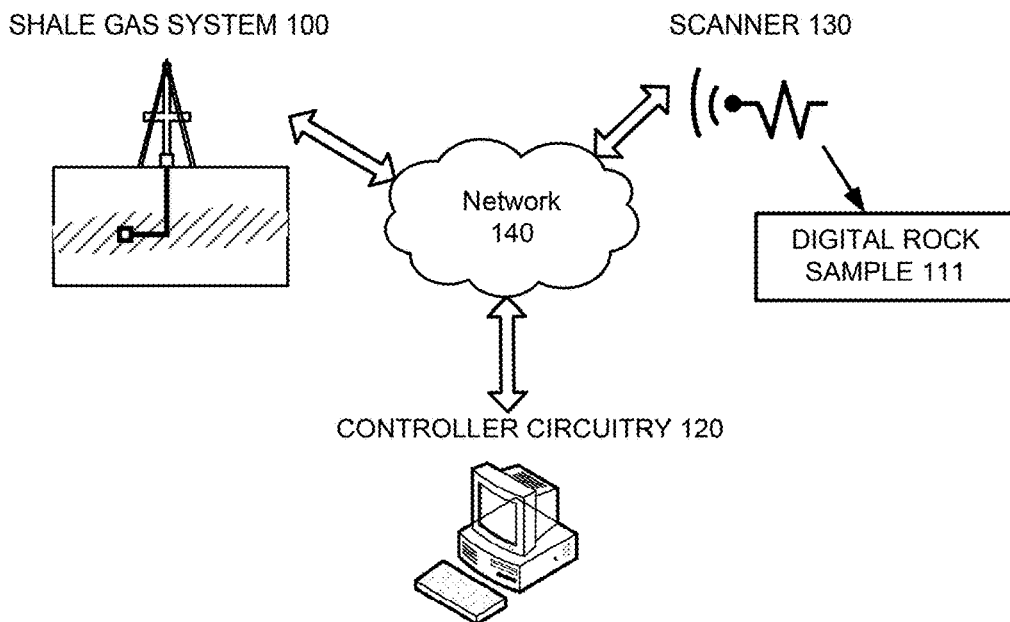 SHALE GAS SYSTEM 100
SCANNER 130
Network
140
DIGITAL ROCK
SAMPLE 111
CONTROLLER CIRCUITRY 120